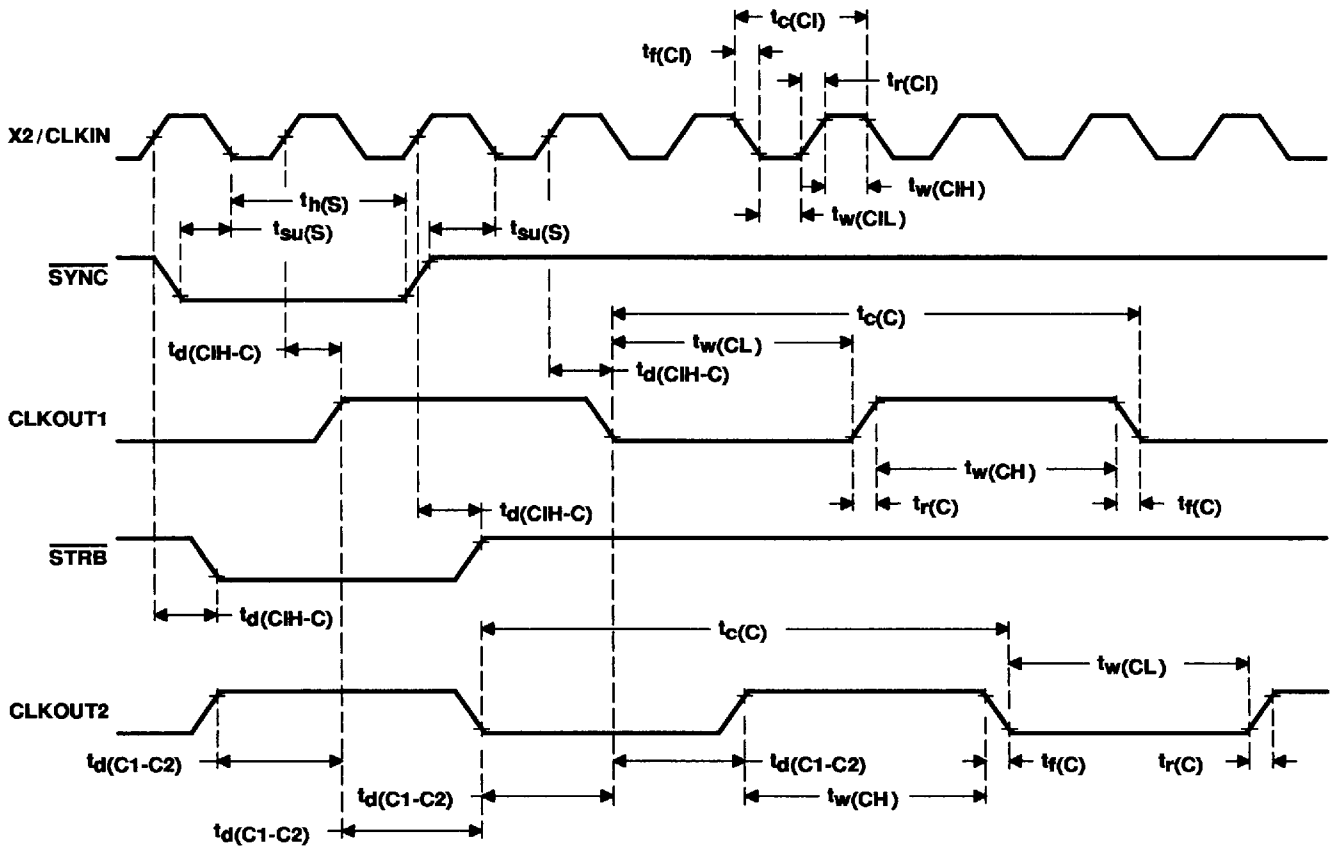 tc(CI)
tf(CI)
tr(CI)
X2/CLKIN
tw(CIH)
th(S)
tw(CIL)
tsu(S)
tsu(S)
SYNC
tc(C)
tw(CL)
td(CIH-C)
td(CIH-C)
CLKOUT1
tw(CH)
tr(C)
tf(C)
td(CIH-C)
STRB
td(CIH-C)
tc(C)
tw(CL)
CLKOUT2
td(C1-C2)
td(C1-C2)
tf(C)
tr(C)
td(C1-C2)
tw(CH)
td(C1-C2)